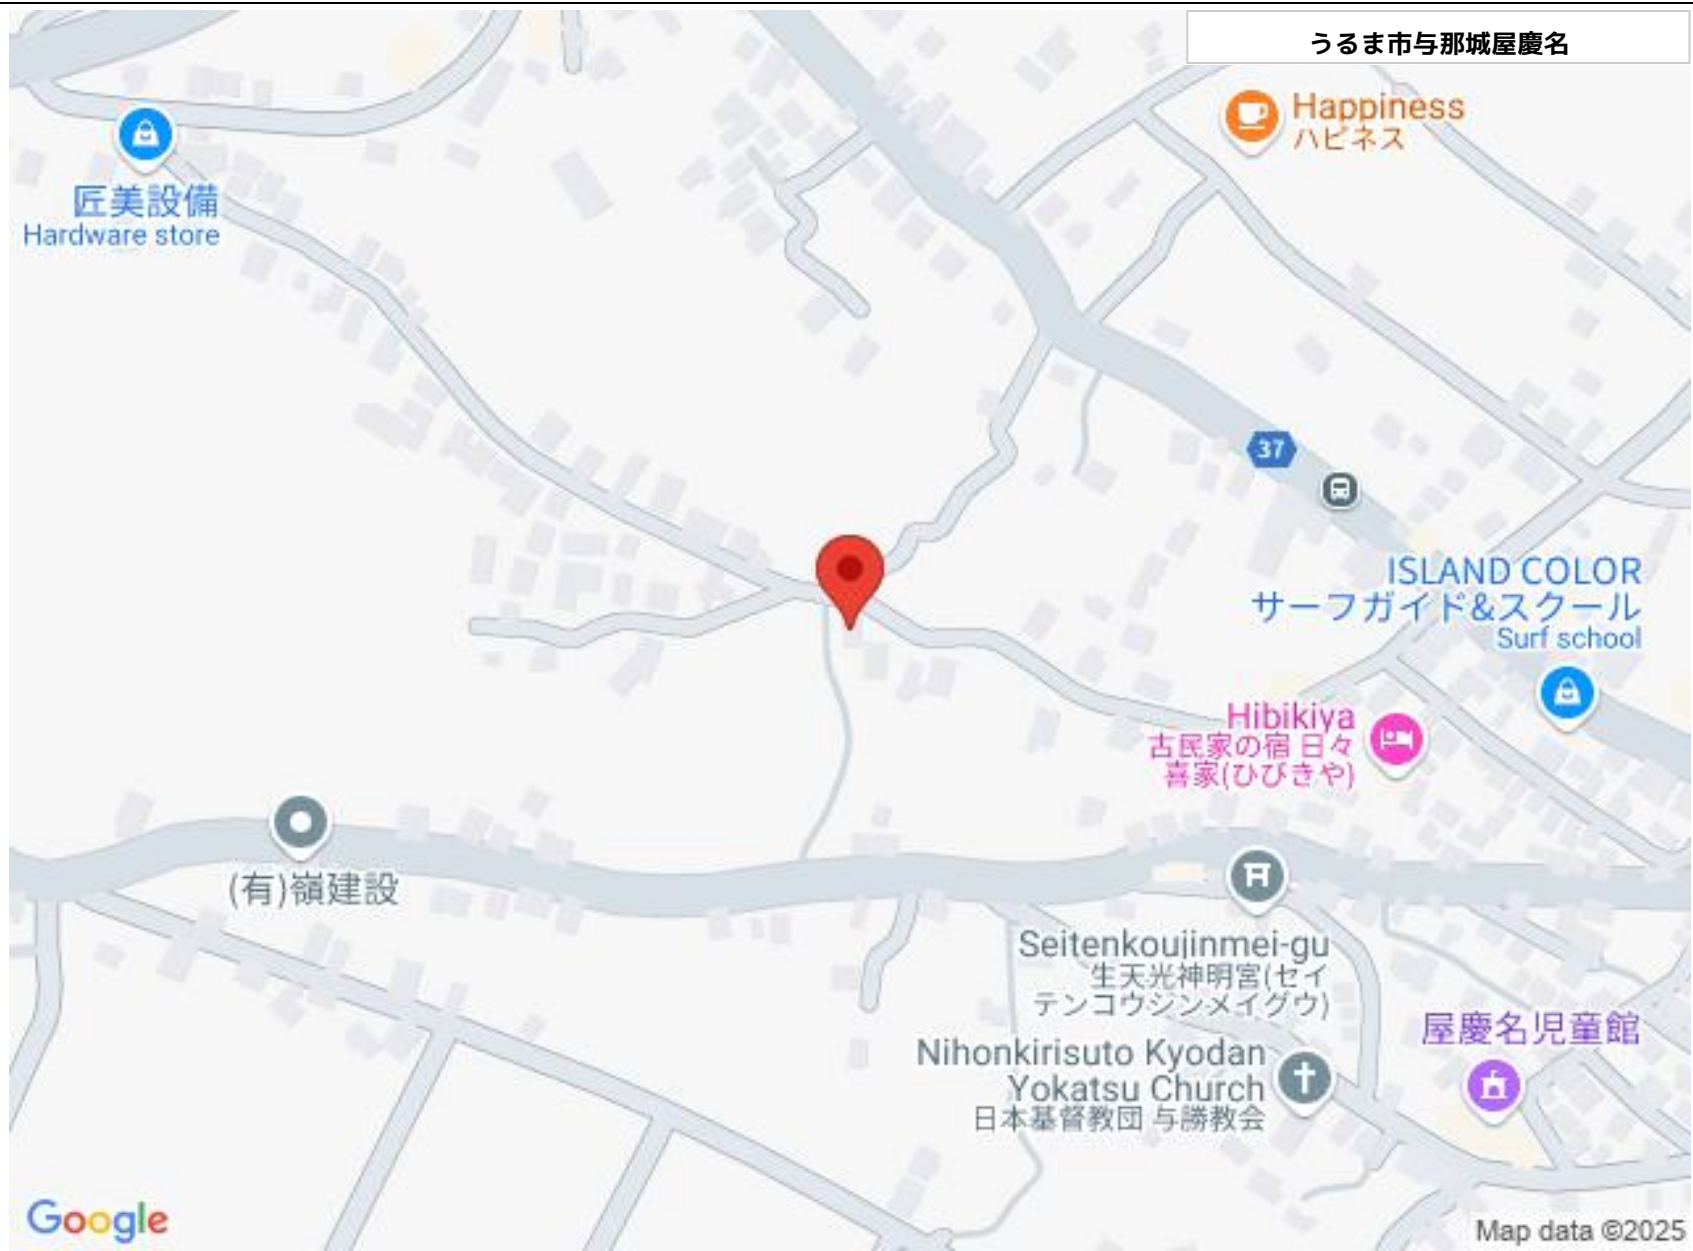 うるま市与那城屋慶名
Happiness
ハピネス
匠美設備
Hardware store
37
ISLAND COLOR
サーフガイド&スクール
Surf school
Hibikiya
古民家の宿 日々
喜家(ひびきや)
(有)嶺建設
Seitenkoujinmei-gu
生天光神明宮(セイ
テンコウジンメイグウ)
屋慶名児童館
Nihonkirisuto Kyodan
Yokatsu Church
日本基督教団 与勝教会
Google
Map data ©2025